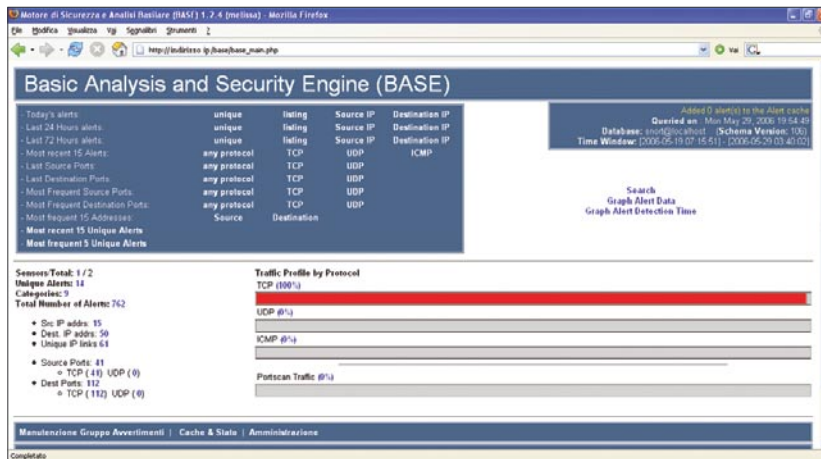 Motore di Sicurezza e Analisi Basilare (BASE) 1.2.4 (melissa) - Mozilla Firefox
File Modifica Visualizza Vai Segnalibri Strumenti ?
http://indirizzo ip/base/base_main.php
Vai
Basic Analysis and Security Engine (BASE)
- Today's alerts: unique listing Source IP Destination IP
- Last 24 Hours alerts: unique listing Source IP Destination IP
- Last 72 Hours alerts: unique listing Source IP Destination IP
- Most recent 15 Alerts: any protocol TCP UDP ICMP
- Last Source Ports: any protocol TCP UDP
- Last Destination Ports: any protocol TCP UDP
- Most Frequent Source Ports: any protocol TCP UDP
- Most Frequent Destination Ports: any protocol TCP UDP
- Most frequent 15 Addresses: Source Destination
- Most recent 15 Unique Alerts
- Most frequent 5 Unique Alerts
Added 0 alert(s) to the Alert cache
Queried on : Mon May 29, 2006 19:54:49
Database: snort@localhost (Schema Version: 106)
Time Window: [2006-05-19 07:15:51] - [2006-05-29 03:40:02]
Search
Graph Alert Data
Graph Alert Detection Time
Sensors/Total: 1 / 2
Unique Alerts: 14
Categories: 9
Total Number of Alerts: 762
Src IP addrs: 15
Dest. IP addrs: 50
Unique IP links 61
Source Ports: 41
TCP ( 41) UDP ( 0)
Dest Ports: 112
TCP ( 112) UDP ( 0)
Traffic Profile by Protocol
TCP (100%)
UDP (0%)
ICMP (0%)
Portscan Traffic (0%)
Manutenzione Gruppo Avvertimenti | Cache & Stato | Amministrazione
Completato